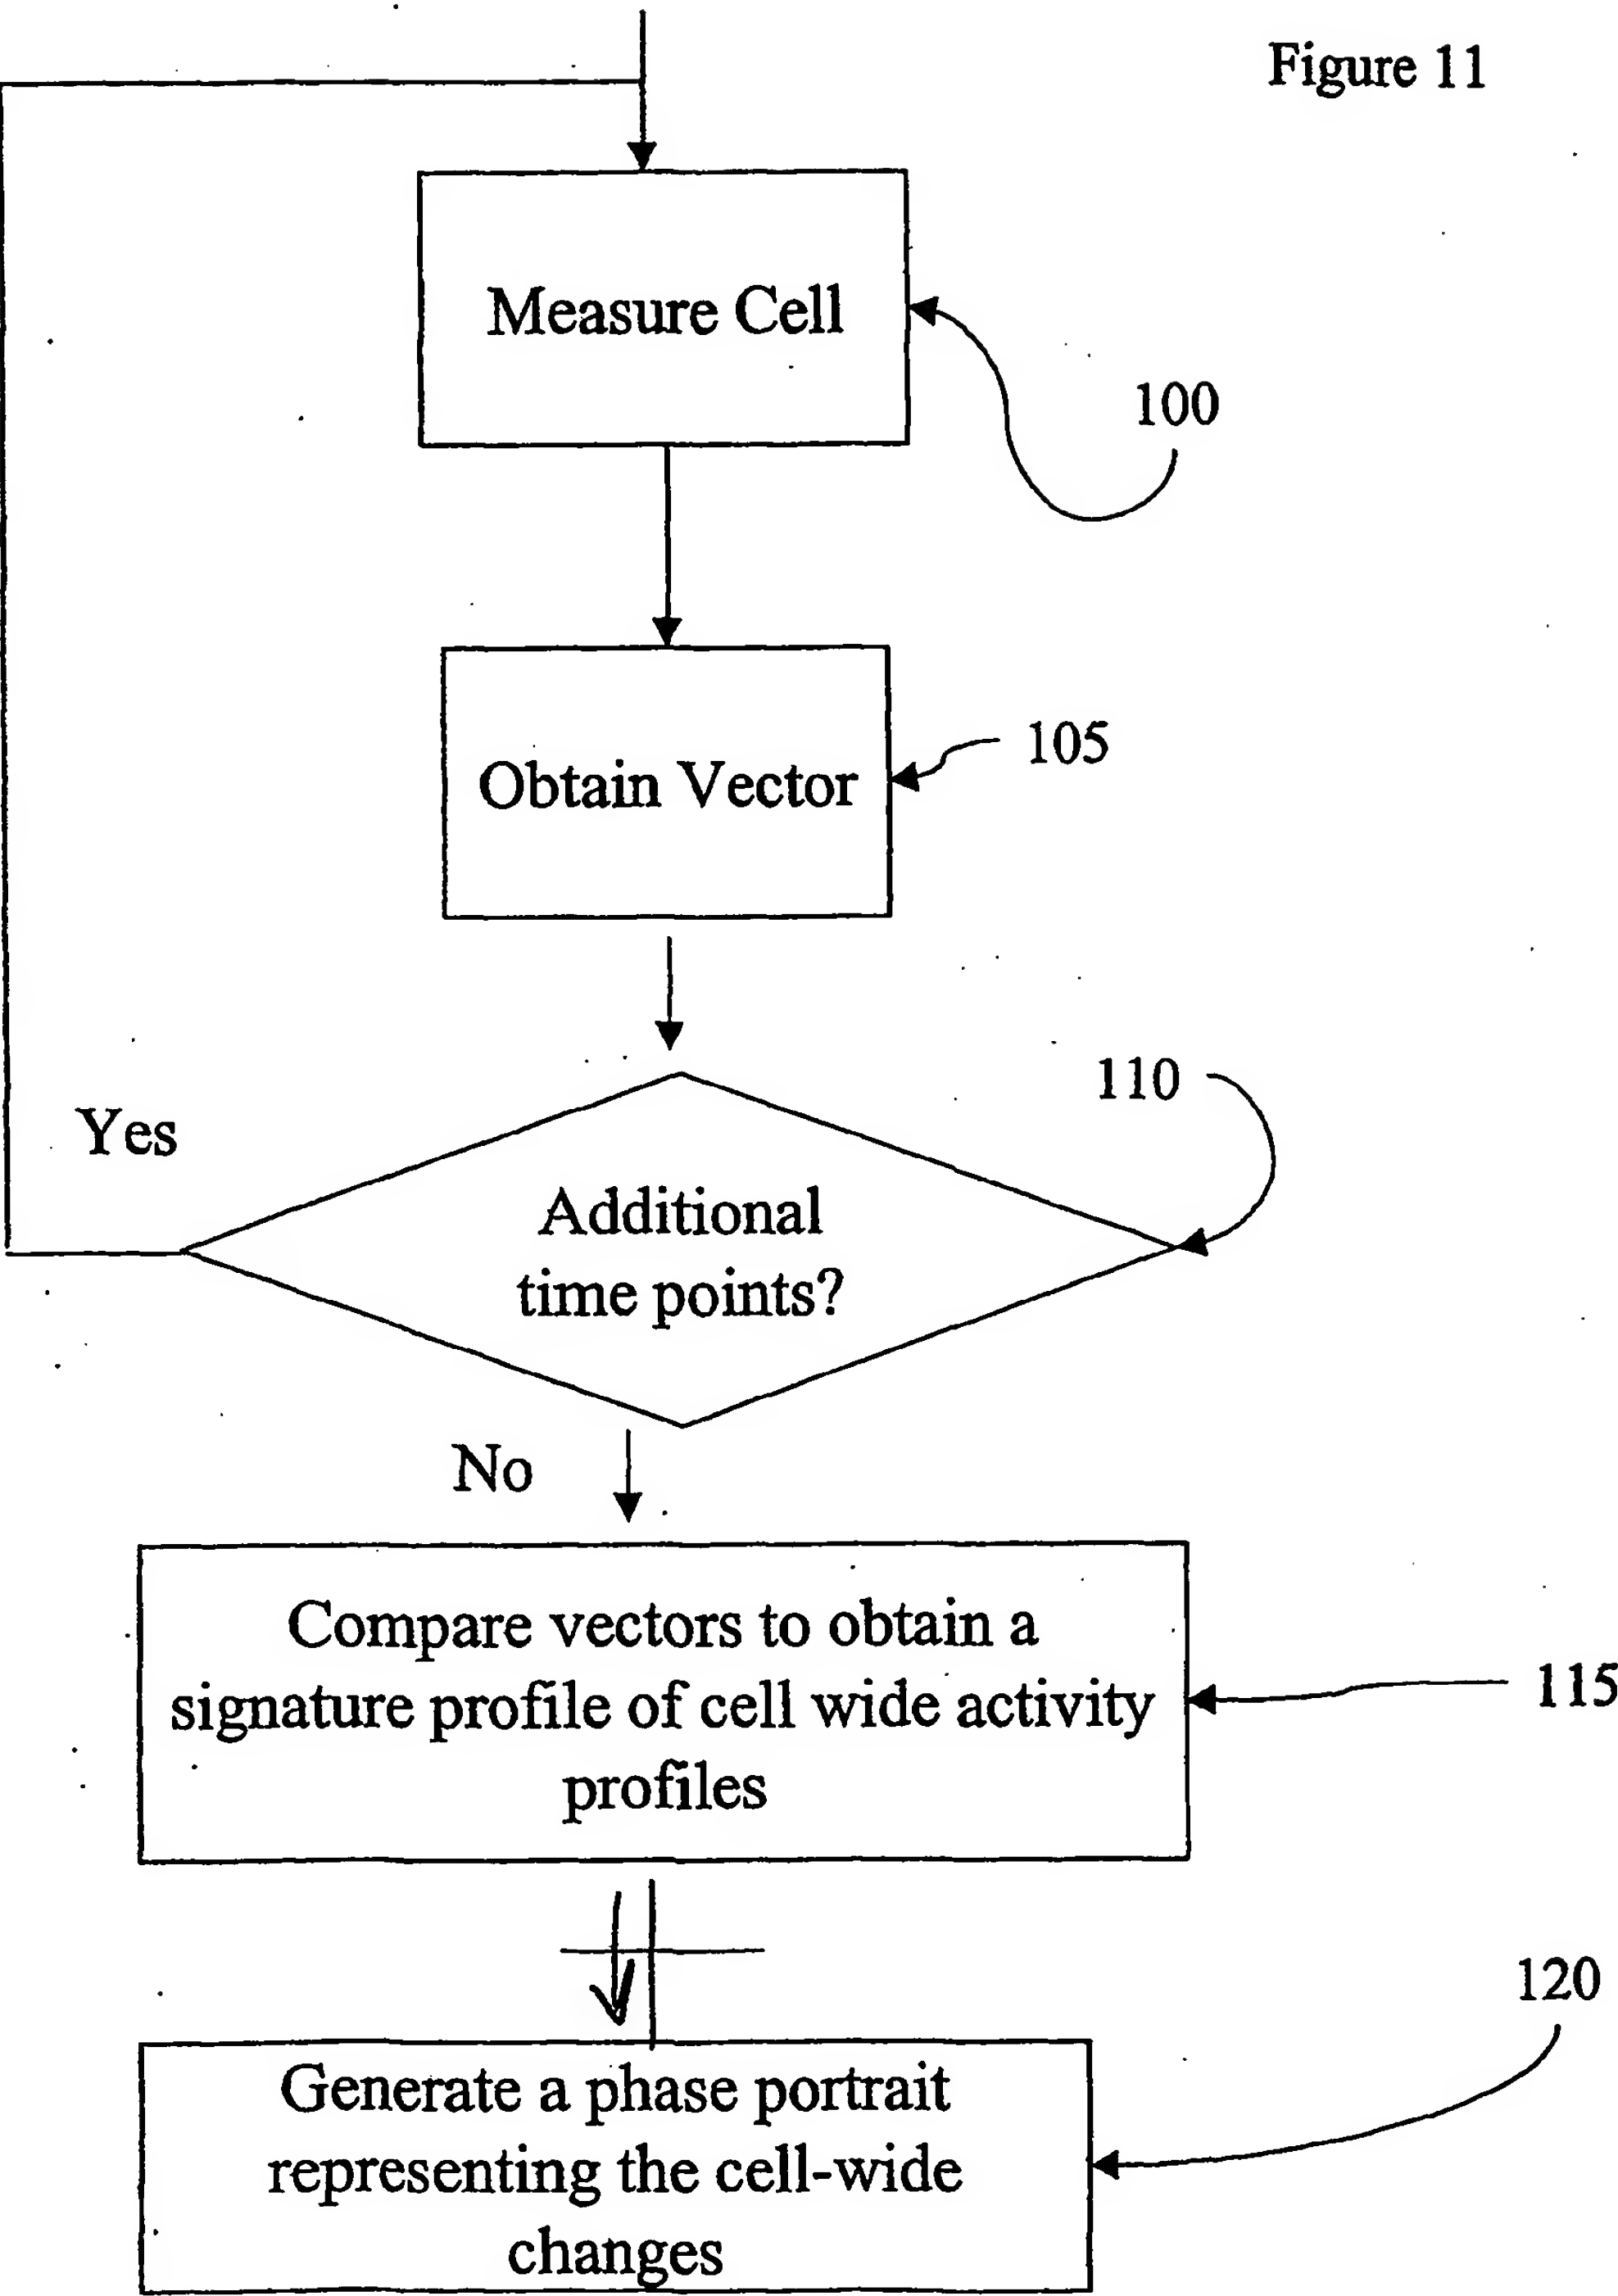 Figure 11
Measure Cell
100
Obtain Vector
105
110
Yes
Additional
time points?
No
Compare vectors to obtain a
signature profile of cell wide activity
profiles
115
120
Generate a phase portrait
representing the cell-wide
changes